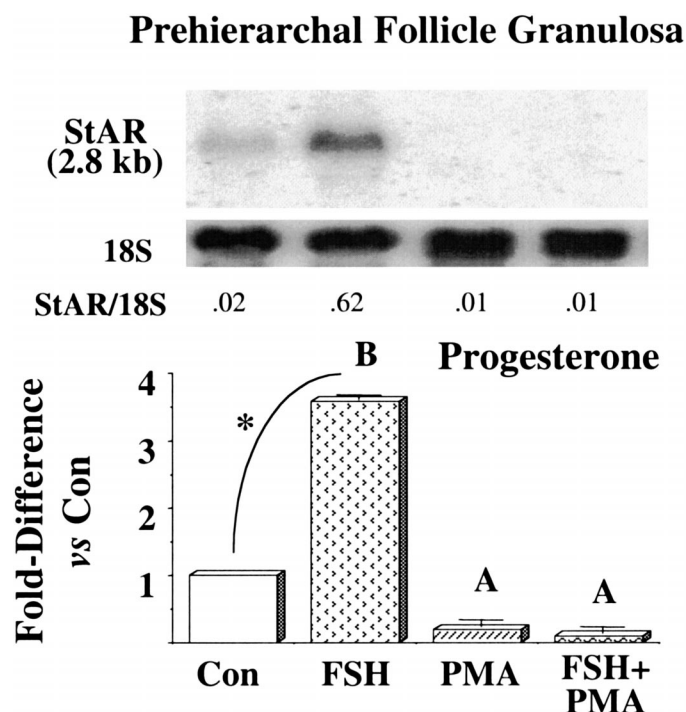 Prehierarchal Follicle Granulosa
StAR
(2.8 kb)
18S
StAR/18S .02 .62 .01 .01
B Progesterone
Fold-Difference
vs Con
4
3
2
1
*
A
A
Con FSH PMA FSH+
PMA